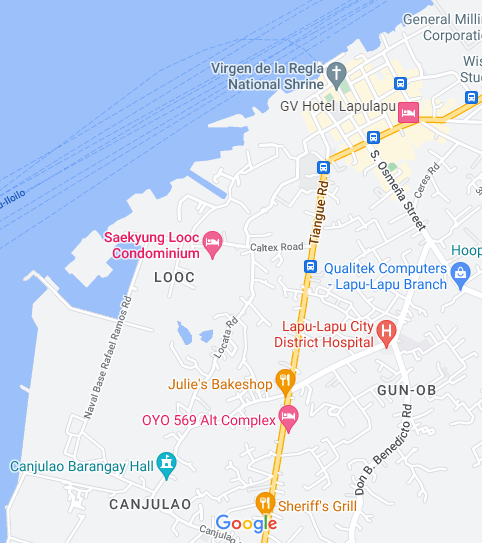 General Millin
Corporation
Virgen de la Regla
National Shrine
Wis
Stu
GV Hotel Lapulapu
S. Osmeña Street
Ceres Rd
Tiangue Rd
Saekyung Looc
Condominium
Caltex Road
Hoop
LOOC
Qualitek Computers
- Lapu-Lapu Branch
Naval Base Rafael Ramos Rd
Locata Rd
Lapu-Lapu City
District Hospital
H
Julie's Bakeshop
GUN-OB
OYO 569 Alt Complex
Don B. Benedicto Rd
Canjulao Barangay Hall
CANJULAO
Sheriff's Grill
Google
Canjulao